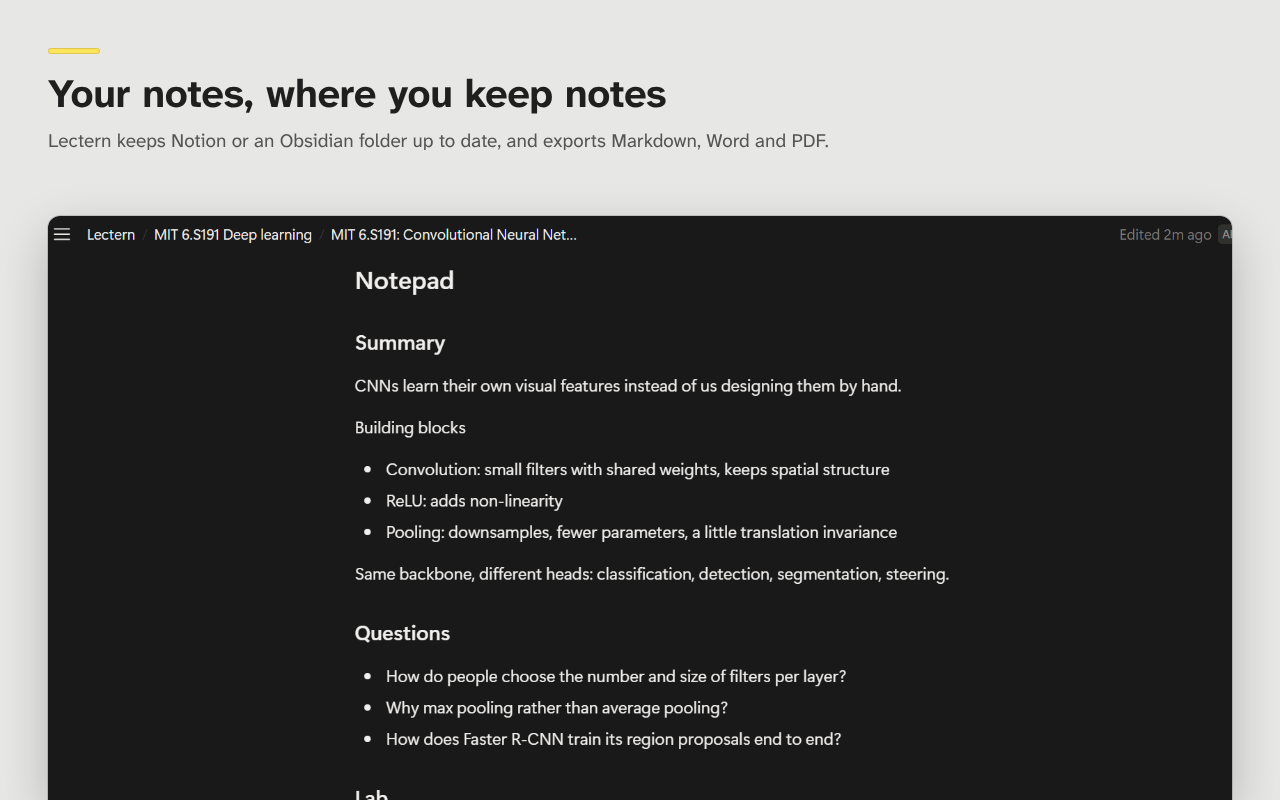 Your notes, where you keep notes
Lectern keeps Notion or an Obsidian folder up to date, and exports Markdown, Word and PDF.
Lectern / MIT 6.S191 Deep learning / MIT 6.S191: Convolutional Neural Net... Edited 2m ago
Notepad
Summary
CNNs learn their own visual features instead of us designing them by hand.
Building blocks
• Convolution: small filters with shared weights, keeps spatial structure
• ReLU: adds non-linearity
• Pooling: downsamples, fewer parameters, a little translation invariance
Same backbone, different heads: classification, detection, segmentation, steering.
Questions
• How do people choose the number and size of filters per layer?
• Why max pooling rather than average pooling?
• How does Faster R-CNN train its region proposals end to end?
Lab